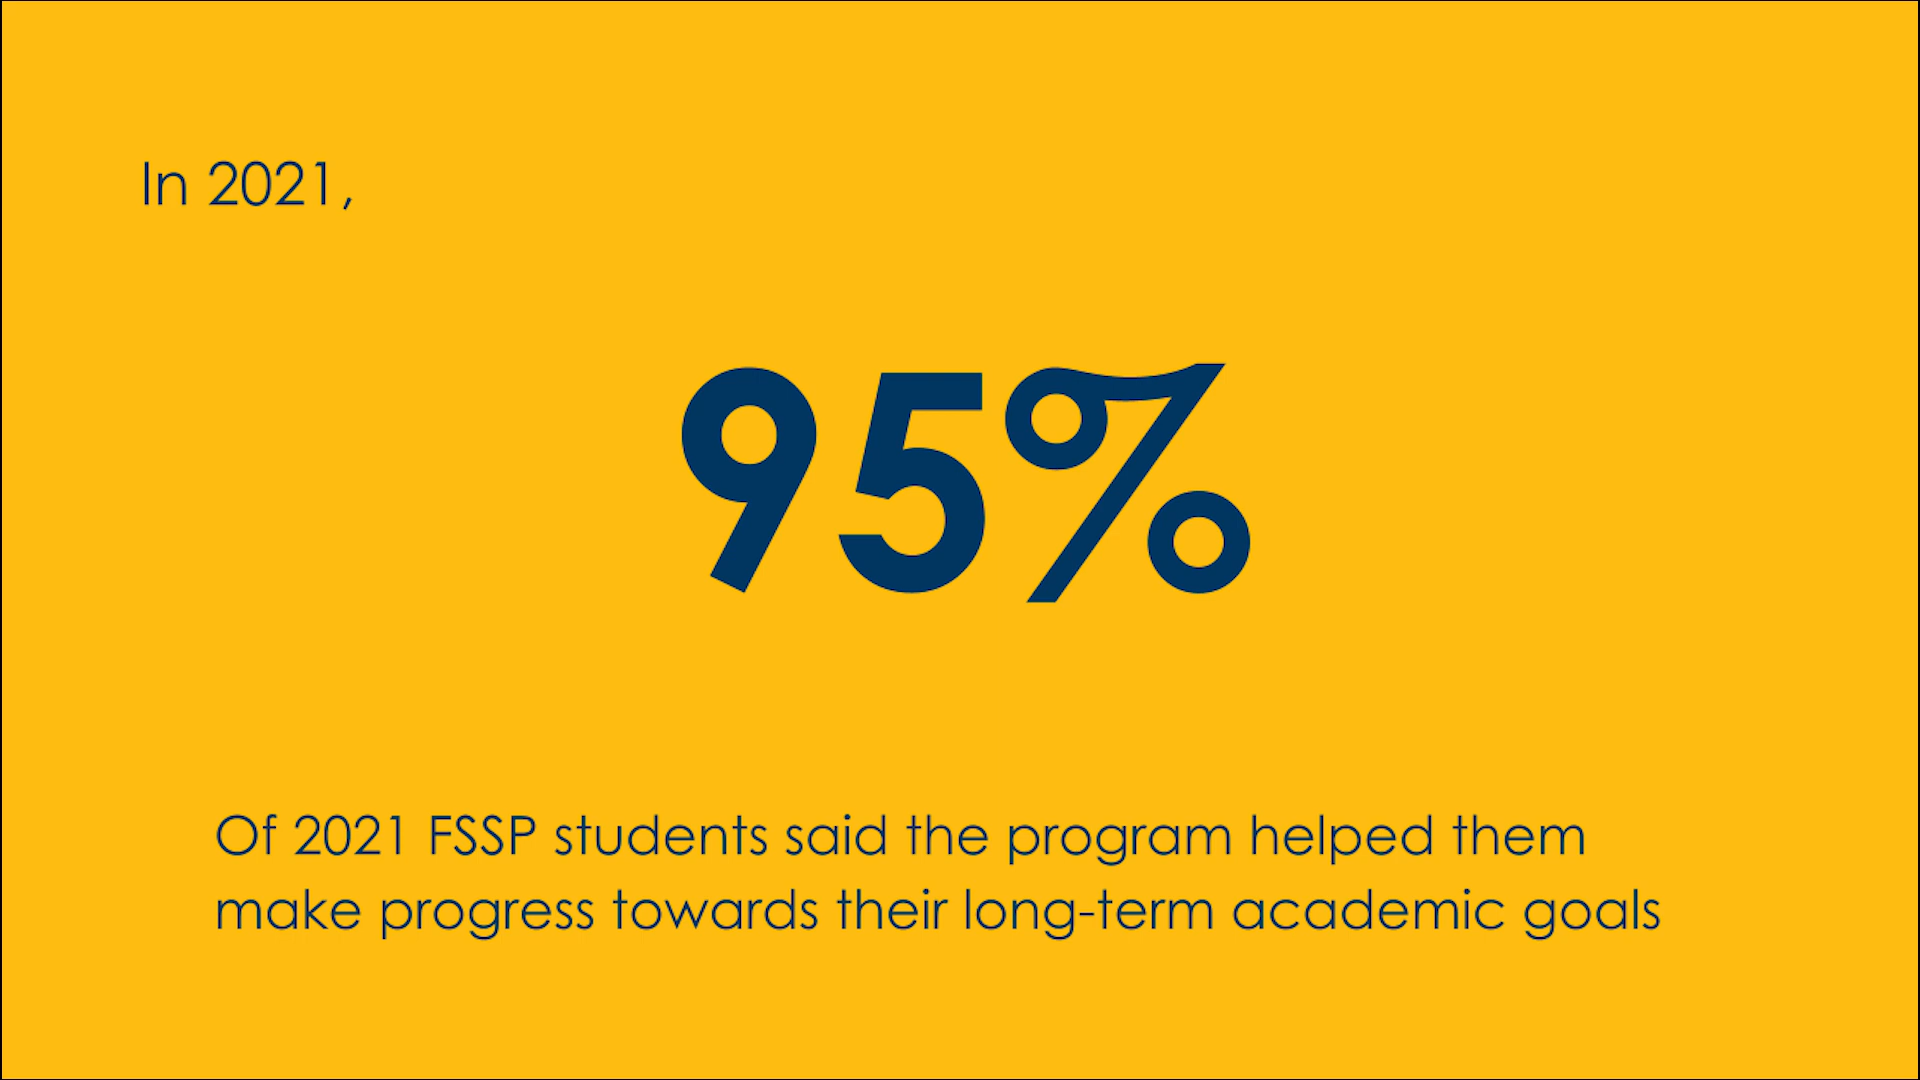 In 2021,
95%
Of 2021 FSSP students said the program helped them
make progress towards their long-term academic goals